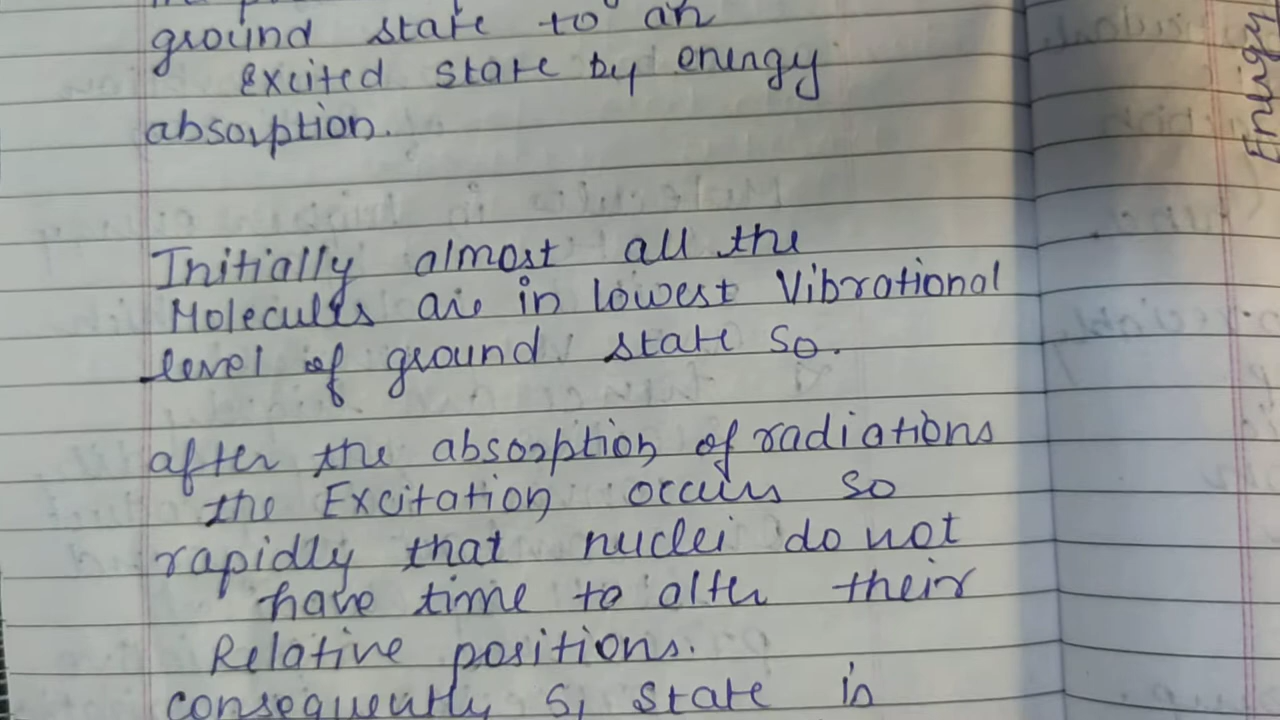 ground state to an
excited state by energy
absorption.
Initially almost all the
Molecules are in lowest Vibrational
level of ground state So.
after the absorption of radiations
the Excitation occurs so
rapidly that nuclei do not
have time to alter their
Relative positions.
consequently S1 state is
Energy